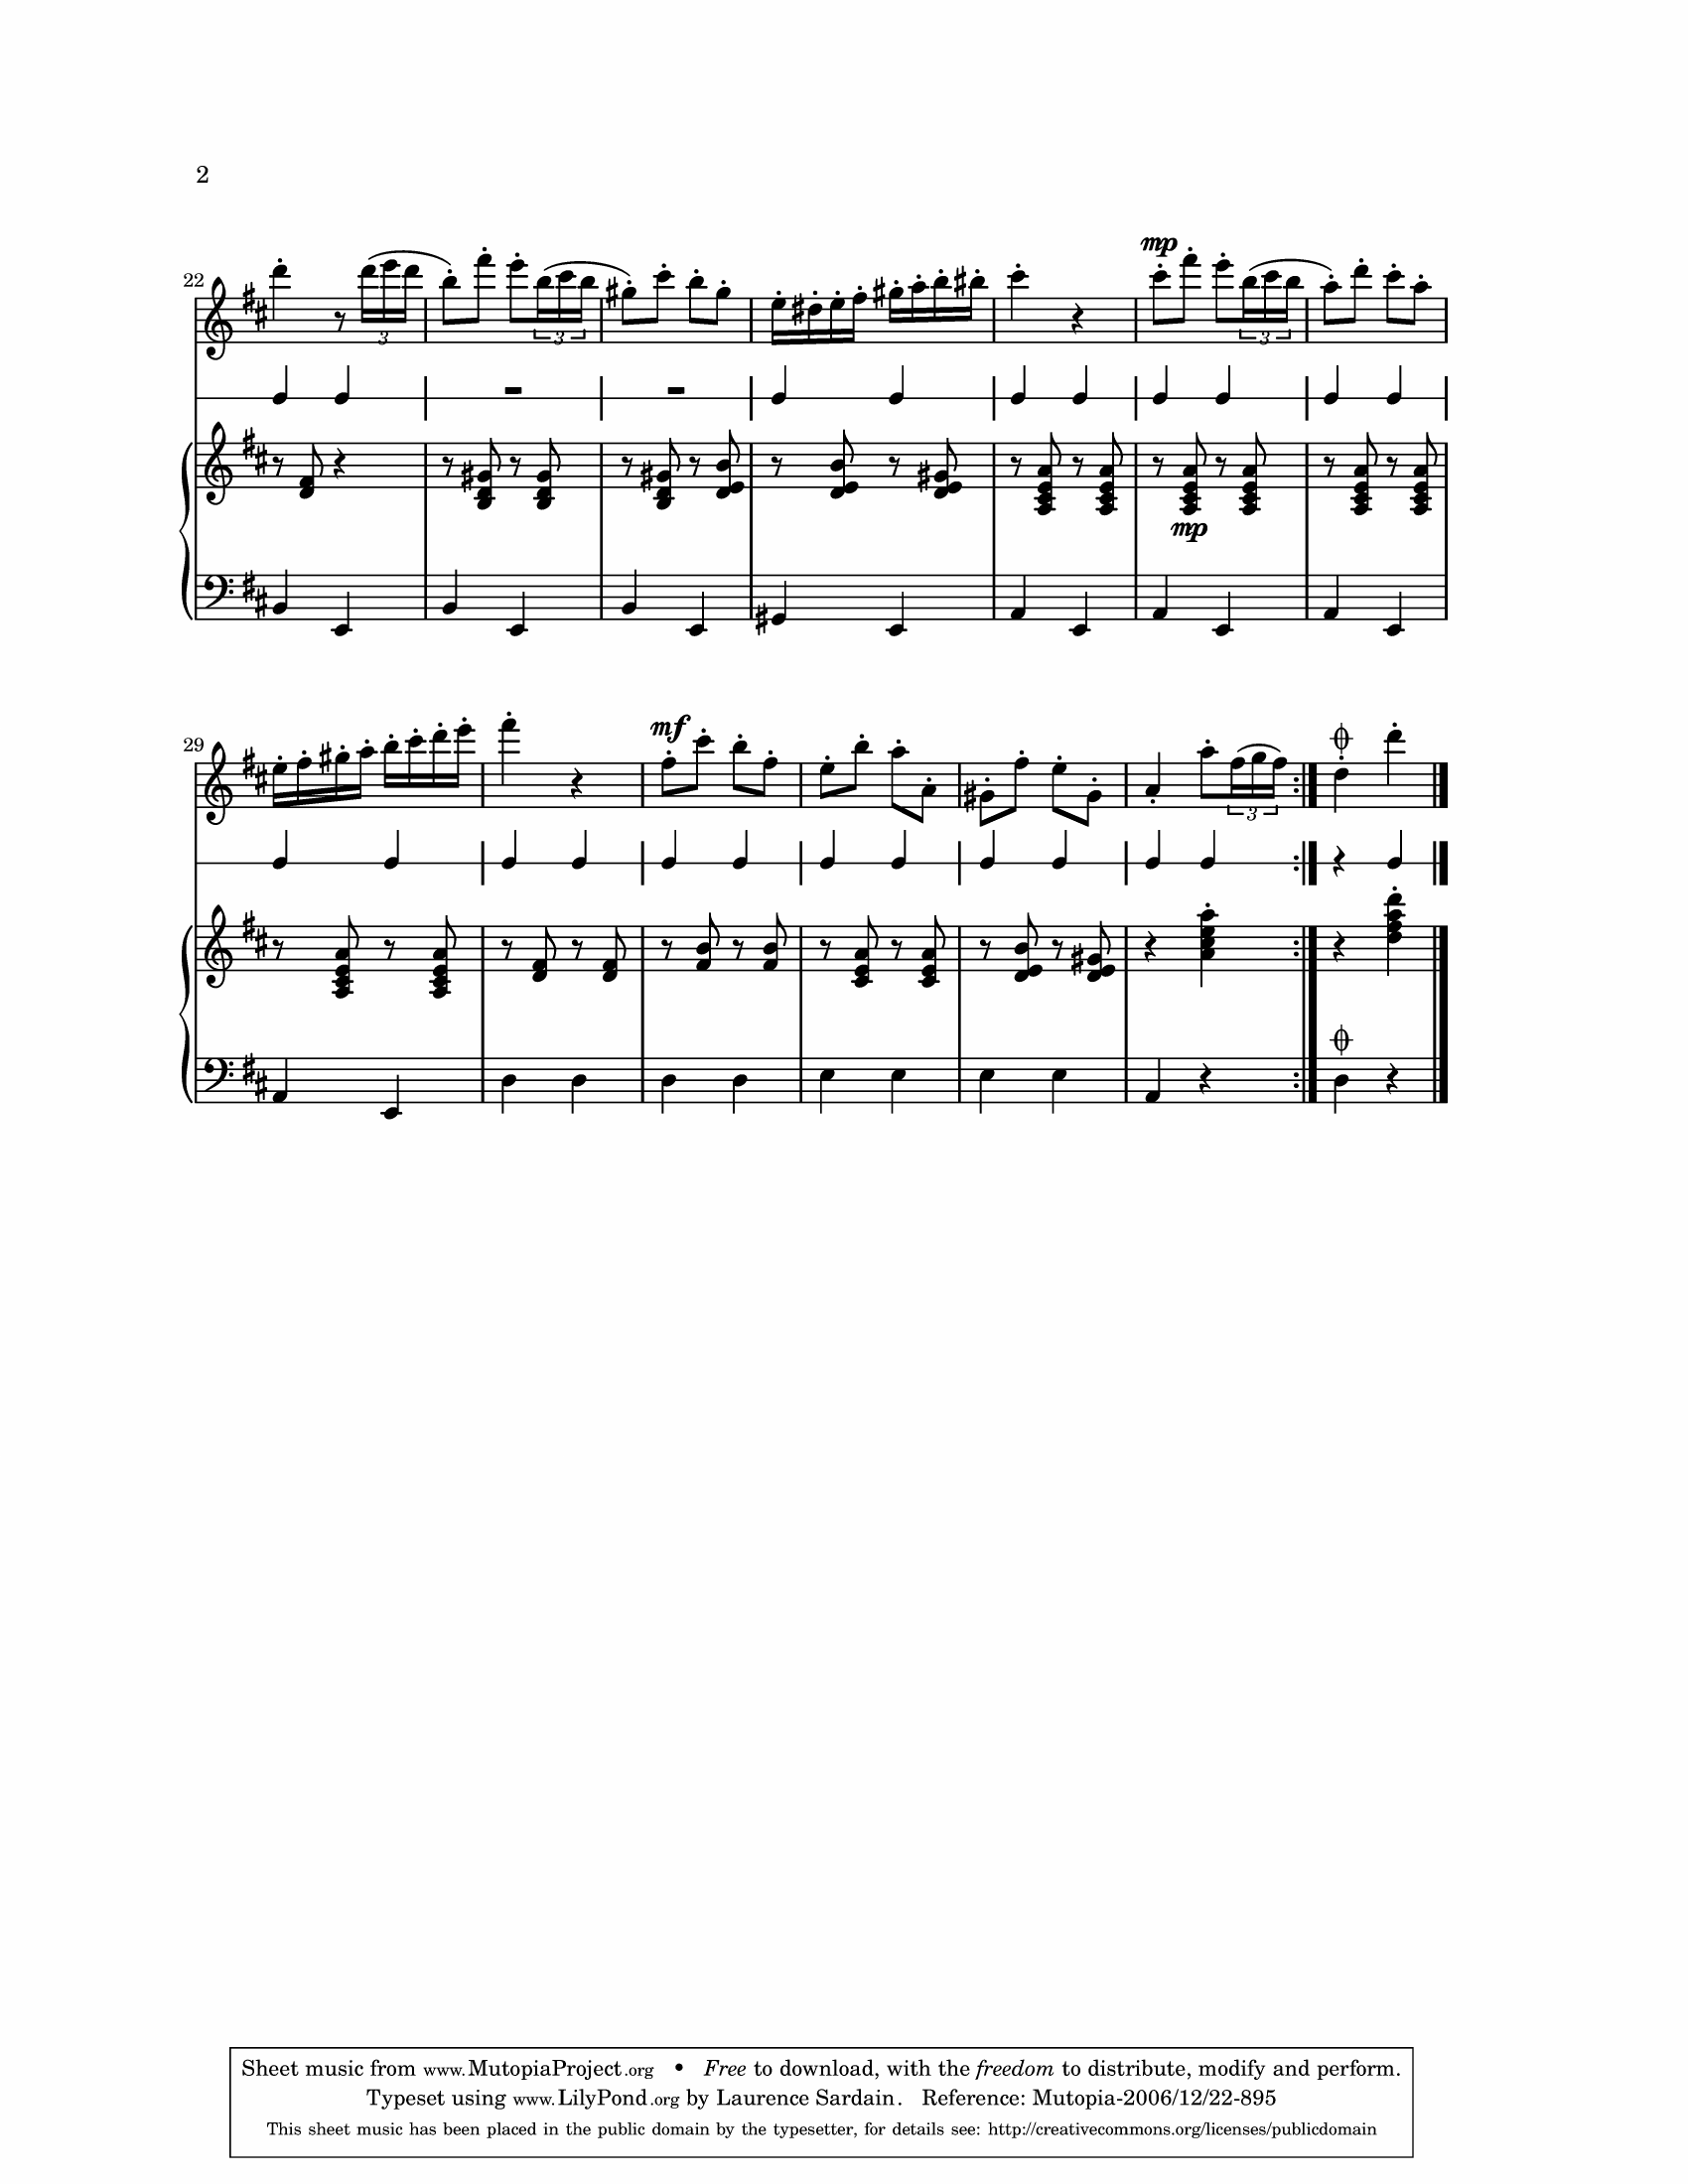 2
22
3
3
mp
3
mp
29
mf
3
Sheet music from www.MutopiaProject.org • Free to download, with the freedom to distribute, modify and perform.
Typeset using www.LilyPond.org by Laurence Sardain. Reference: Mutopia-2006/12/22-895
This sheet music has been placed in the public domain by the typesetter, for details see: http://creativecommons.org/licenses/publicdomain